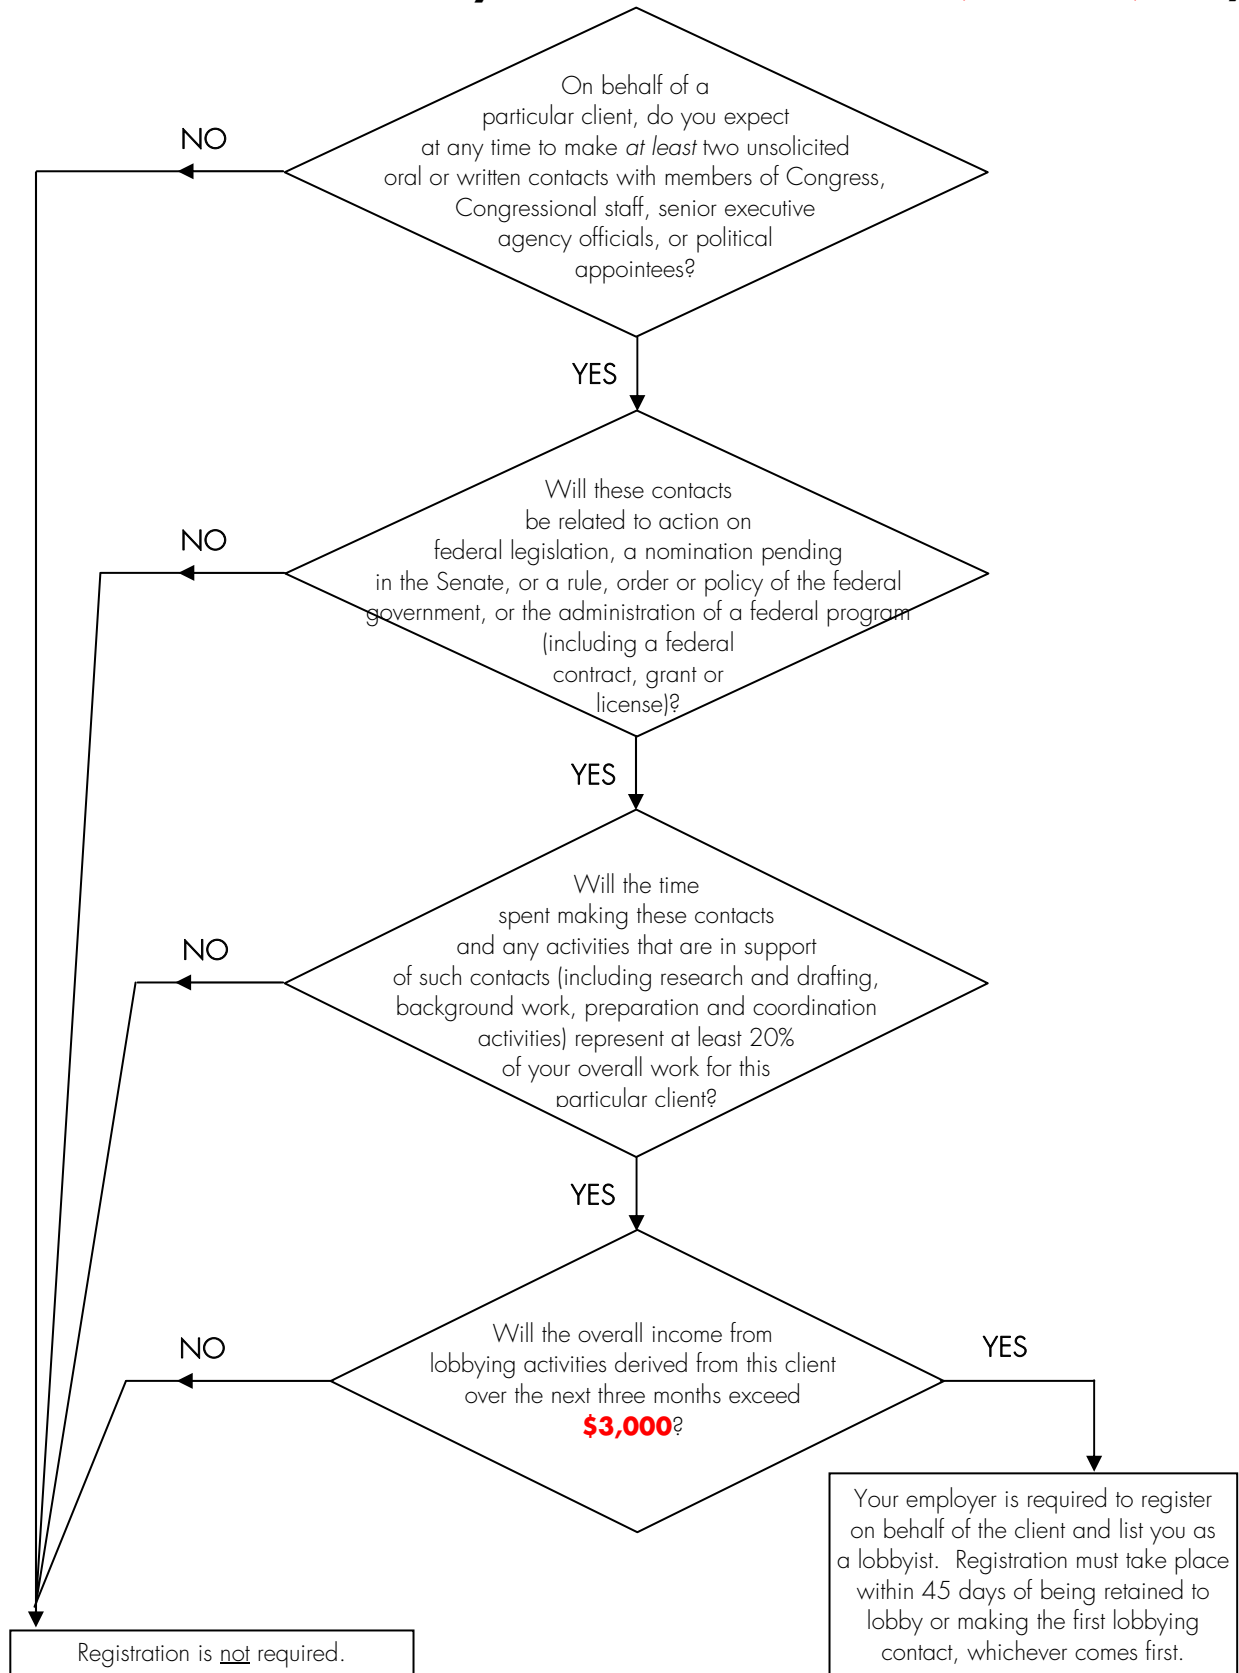 On behalf of a
particular client, do you expect
at any time to make at least two unsolicited
oral or written contacts with members of Congress,
Congressional staff, senior executive
agency officials, or political
appointees?
NO
YES
Will these contacts
be related to action on
federal legislation, a nomination pending
in the Senate, or a rule, order or policy of the federal
government, or the administration of a federal program
(including a federal
contract, grant or
license)?
NO
YES
Will the time
spent making these contacts
and any activities that are in support
of such contacts (including research and drafting,
background work, preparation and coordination
activities) represent at least 20%
of your overall work for this
particular client?
NO
YES
Will the overall income from
lobbying activities derived from this client
over the next three months exceed
$3,000?
NO
YES
Your employer is required to register
on behalf of the client and list you as
a lobbyist.  Registration must take place
within 45 days of being retained to
lobby or making the first lobbying
contact, whichever comes first.
Registration is not required.